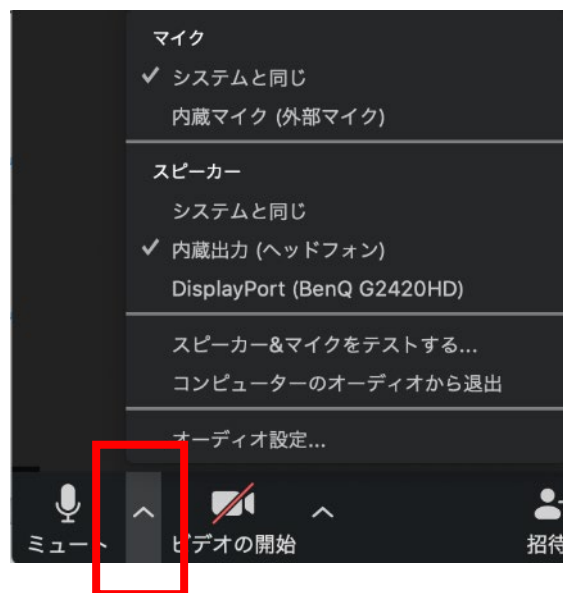 マイク
システムと同じ
内蔵マイク (外部マイク)
スピーカー
システムと同じ
内蔵出力 (ヘッドフォン)
DisplayPort (BenQ G2420HD)
スピーカー&マイクをテストする...
コンピューターのオーディオから退出
オーディオ設定...
ミュート ビデオの開始 招待